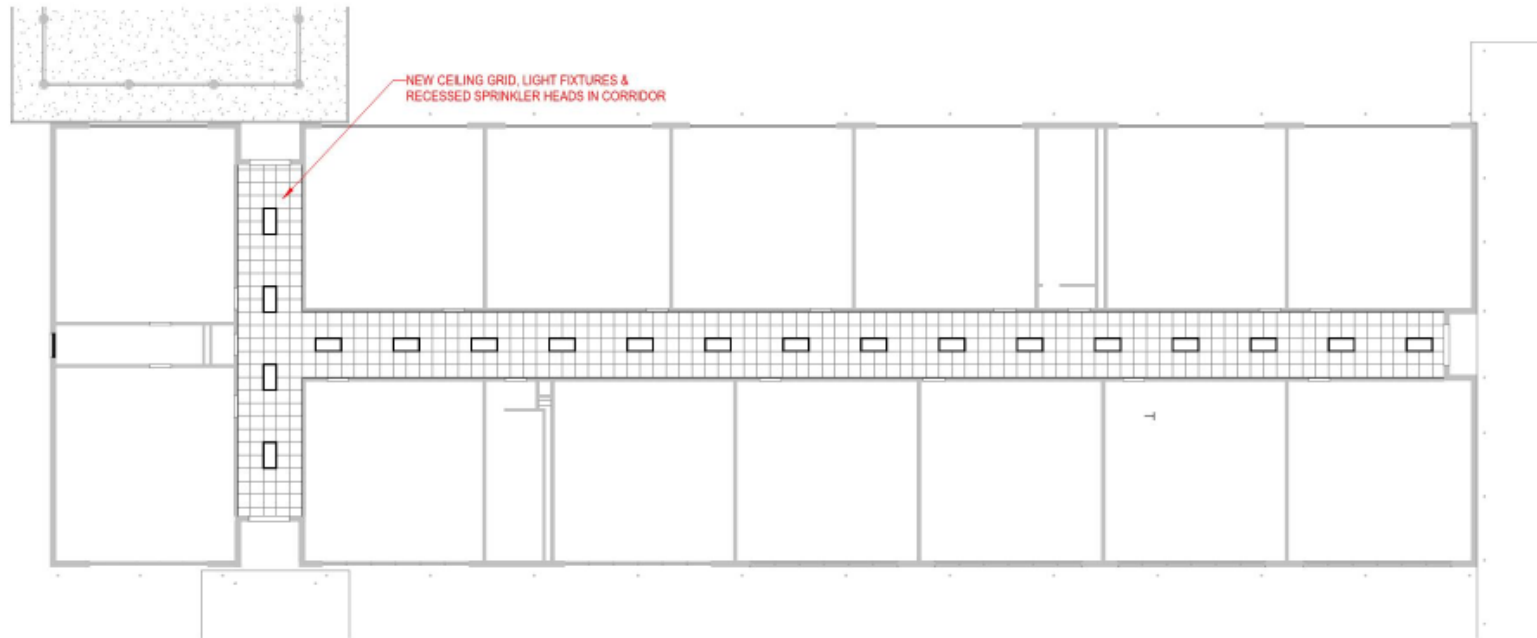 NEW CEILING GRID, LIGHT FIXTURES &
RECESSED SPRINKLER HEADS IN CORRIDOR